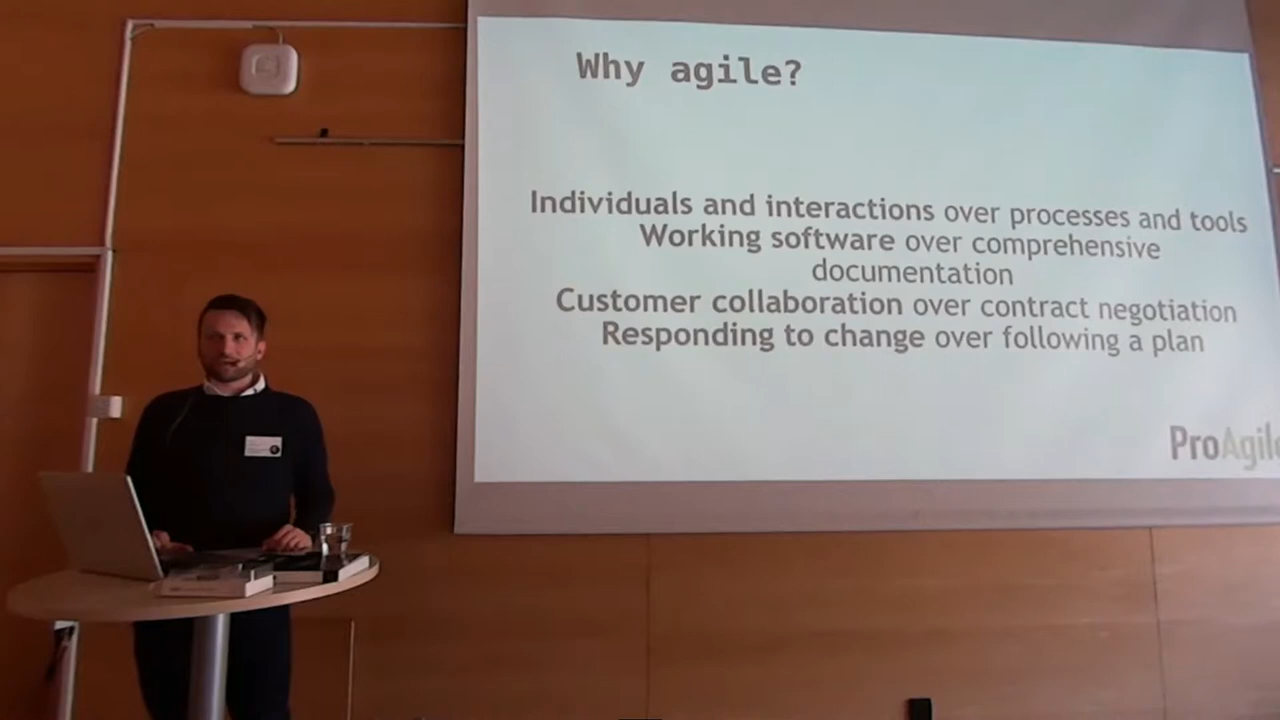 Why agile?
Individuals and interactions over processes and tools
Working software over comprehensive
documentation
Customer collaboration over contract negotiation
Responding to change over following a plan
ProAgile